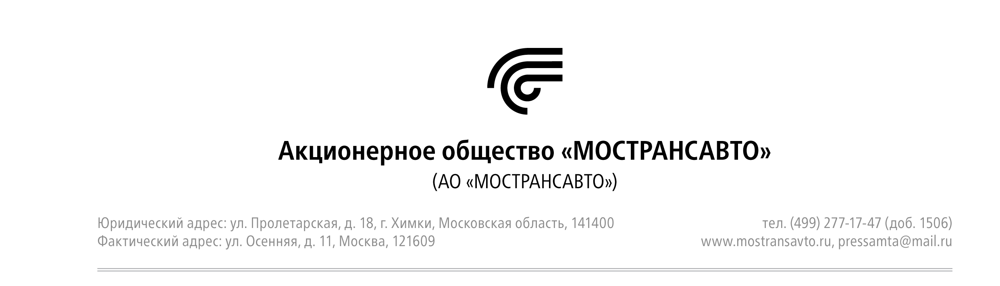 Акционерное общество «МОСТРАНСАВТО»
(АО «МОСТРАНСАВТО»)
Юридический адрес: ул. Пролетарская, д. 18, г. Химки, Московская область, 141400
Фактический адрес: ул. Осенняя, д. 11, Москва, 121609
тел. (499) 277-17-47 (доб. 1506)
www.mostransavto.ru, pressamta@mail.ru